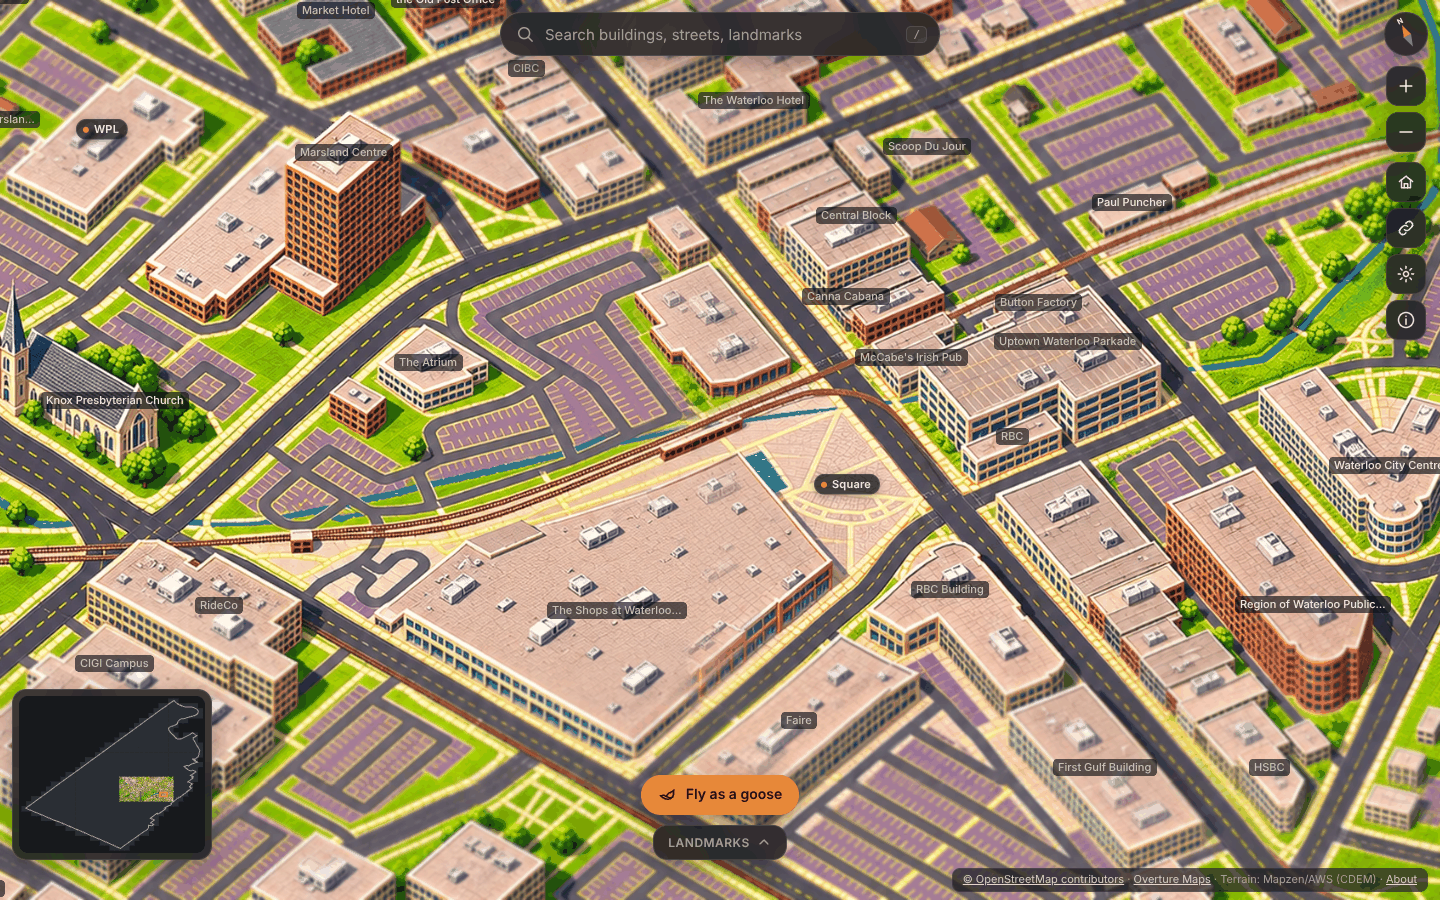 the Old Post Office
Market Hotel
Search buildings, streets, landmarks
/
N
CIBC
The Waterloo Hotel
rslan...
WPL
Marsland Centre
Scoop Du Jour
Paul Puncher
Central Block
Canna Cabana
Button Factory
Uptown Waterloo Parkade
McCabe's Irish Pub
The Atrium
Knox Presbyterian Church
RBC
Waterloo City Centre
Square
RBC Building
RideCo
The Shops at Waterloo...
Region of Waterloo Public...
CIGI Campus
Faire
First Gulf Building
HSBC
Fly as a goose
LANDMARKS
© OpenStreetMap contributors · Overture Maps · Terrain: Mapzen/AWS (CDEM) · About